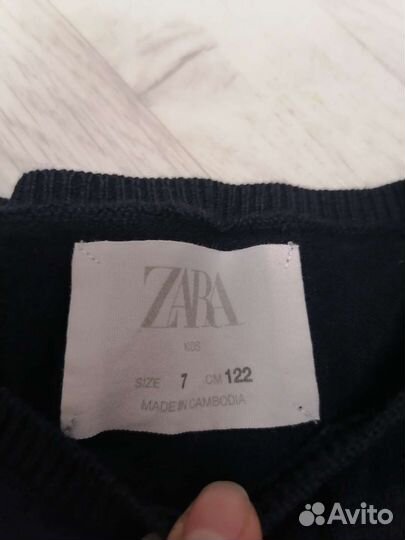 ZARA
KIDS
SIZE 7 CM 122
MADE IN CAMBODIA
Avito